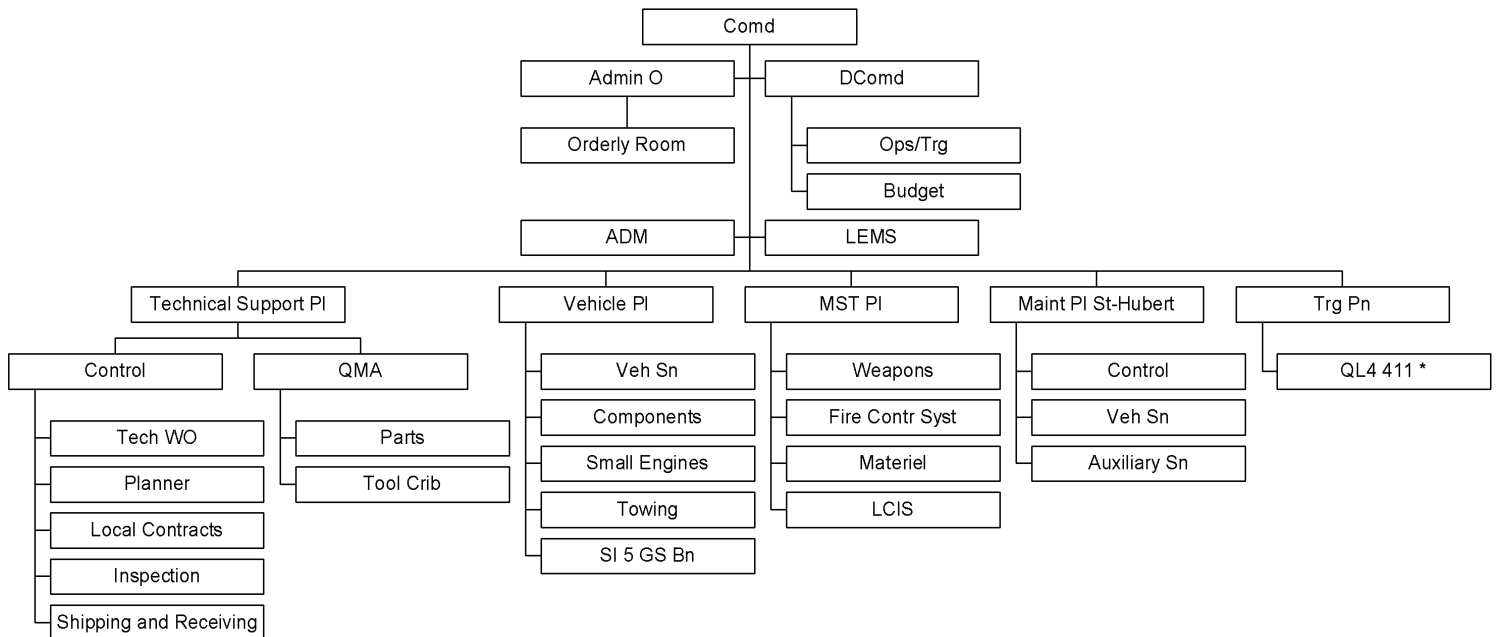 Comd
Admin O
DComd
Orderly Room
Ops/Trg
Budget
ADM
LEMS
Technical Support Pl
Vehicle Pl
MST Pl
Maint Pl St-Hubert
Trg Pn
Control
QMA
Tech WO
Planner
Local Contracts
Inspection
Shipping and Receiving
Parts
Tool Crib
Veh Sn
Components
Small Engines
Towing
SI 5 GS Bn
Weapons
Fire Contr Syst
Materiel
LCIS
Control
Veh Sn
Auxiliary Sn
QL4 411 *